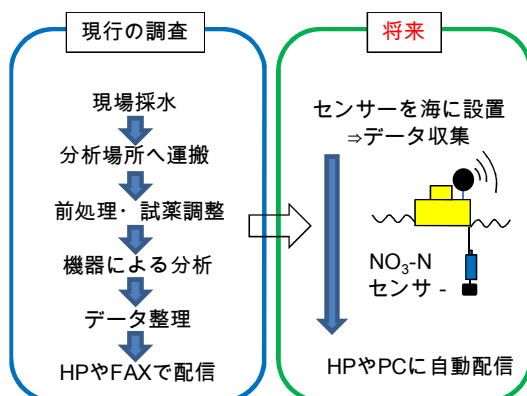 現行の調査
現場採水
分析場所へ運搬
前処理・試薬調整
機器による分析
データ整理
HPやFAXで配信
将来
センサーを海に設置
⇒データ収集
NO₃-N
センサ -
HPやPCに自動配信